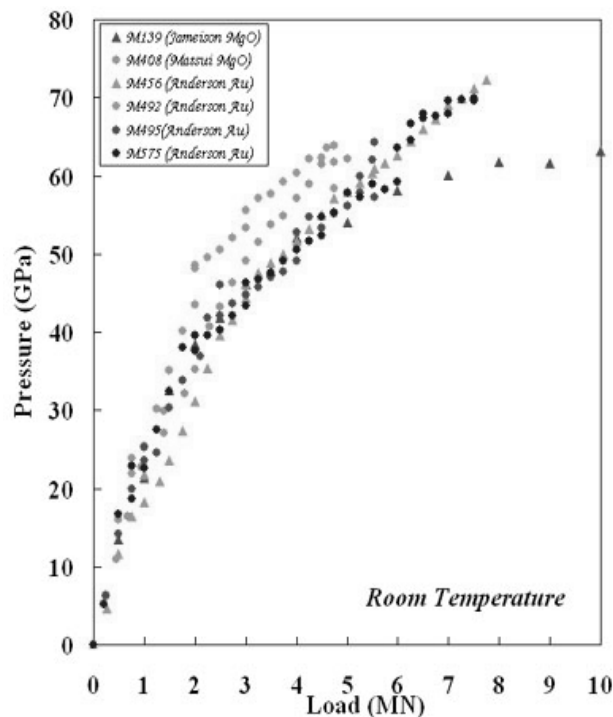 80
M139 (Jameison MgO)
M408 (Matsui MgO)
M456 (Anderson Au)
M492 (Anderson Au)
M495(Anderson Au)
M575 (Anderson Au)
70
60
50
40
30
20
10
0
Pressure (GPa)
Room Temperature
0 1 2 3 4 5 6 7 8 9 10
Load (MN)